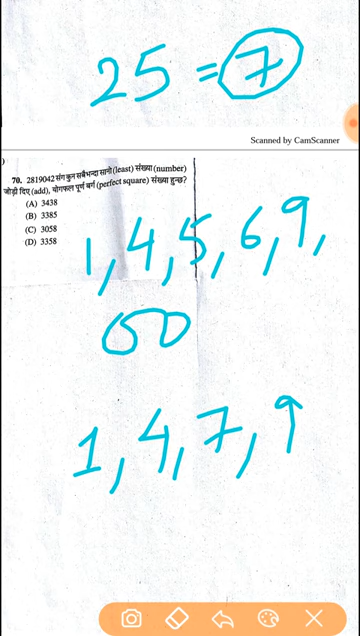 25 = 7
Scanned by CamScanner
)
70. 2819042 संग कुन सबैभन्दा सानो (least) संख्या (number)
जोड़ी दिए (add), योगफल पूर्ण वर्ग (perfect square) संख्या हुन्छ?
(A) 3438
(B) 3385
(C) 3058
(D) 3358
1, 4, 5, 6, 9,
00
1, 4, 7, 9